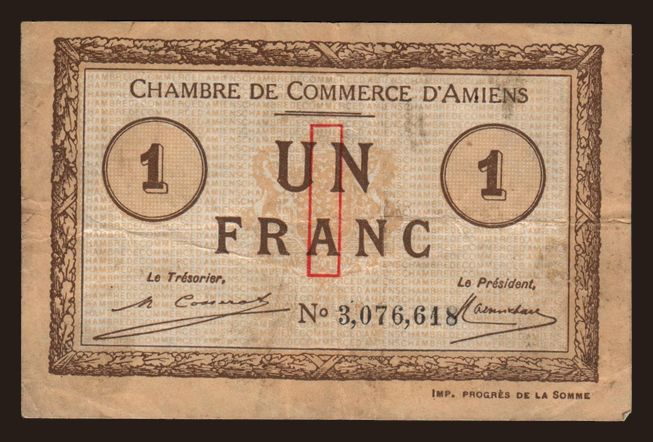 CHAMBRE DE COMMERCE D'AMIENS
1 UN 1
FRANC
Le Trésorier, Le Président,
No 3,076,618
IMP. PROGRÈS DE LA SOMME